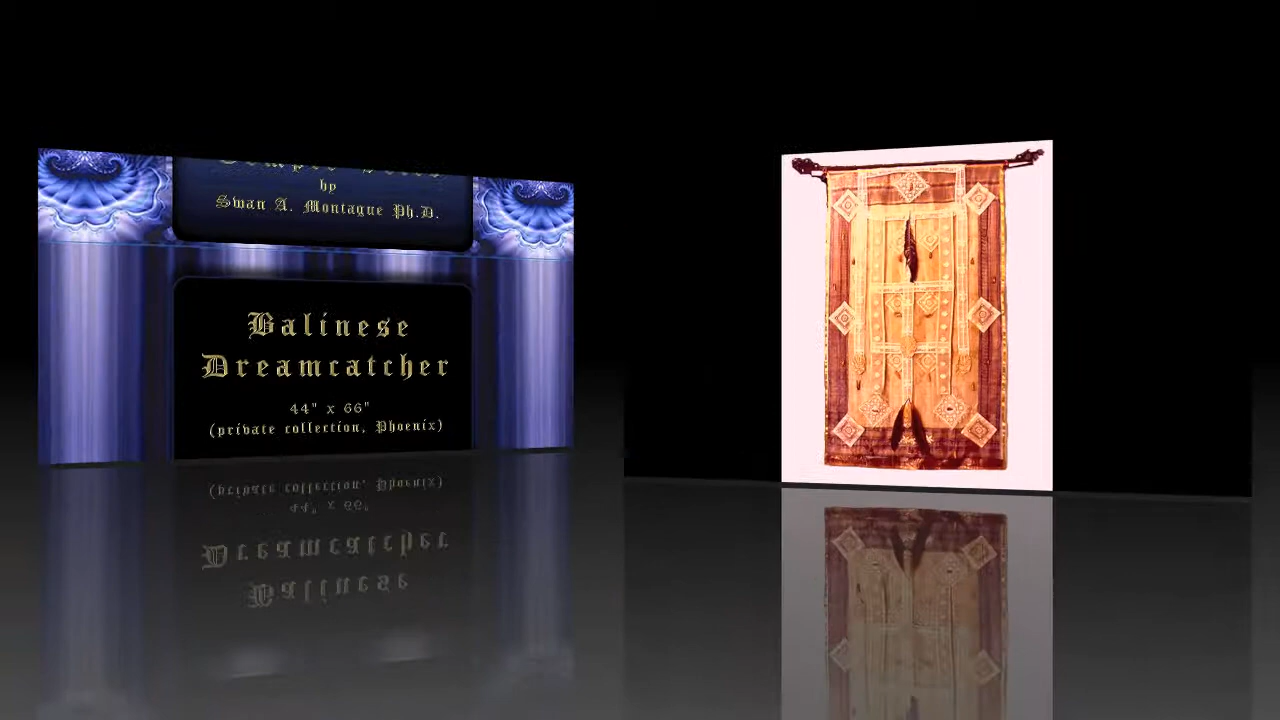 by
Swan A. Montague Ph.D.
Balinese
Dreamcatcher
44" x 66"
(private collection, Phoenix)